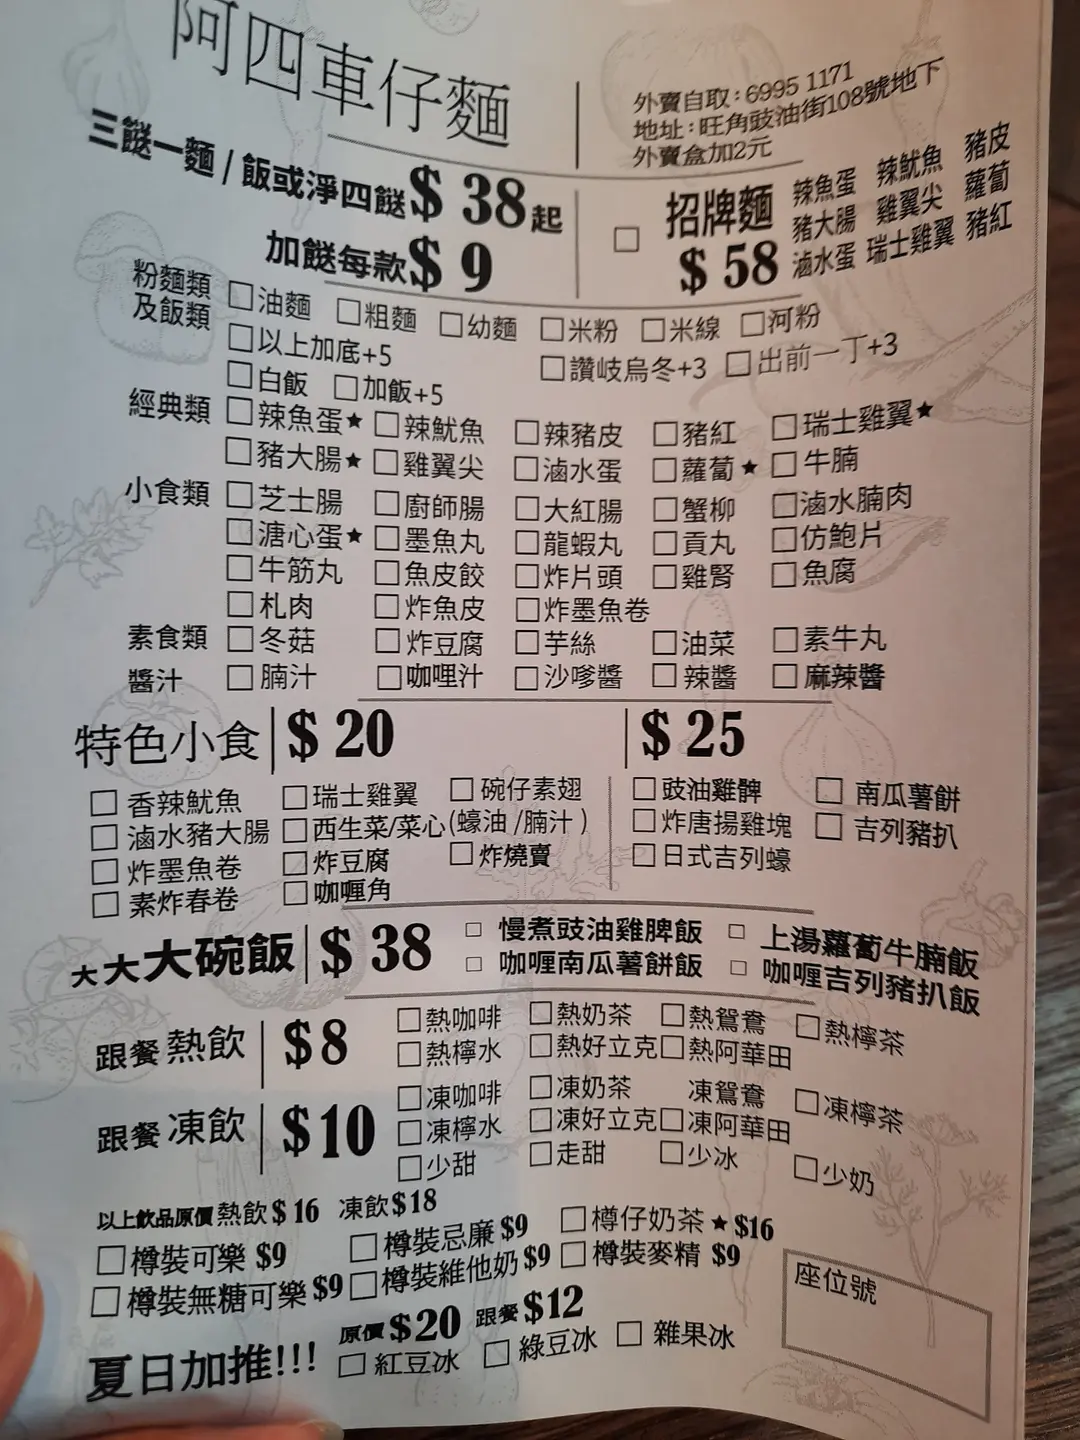 阿四車仔麵
外賣自取：6995 1171
地址：旺角豉油街108號地下
外賣盒加2元
三餸一麵 / 飯或淨四餸 $ 38 起
加餸每款 $ 9
□ 招牌麵 $ 58
辣魚蛋 辣魷魚 豬皮
豬大腸 雞翼尖 蘿蔔
滷水蛋 瑞士雞翼 豬紅
粉麵類及飯類 □油麵 □粗麵 □幼麵 □米粉 □米線 □河粉
□以上加底+5 □讚岐烏冬+3 □出前一丁+3
□白飯 □加飯+5
經典類 □辣魚蛋★ □辣魷魚 □辣豬皮 □豬紅 □瑞士雞翼★
□豬大腸★ □雞翼尖 □滷水蛋 □蘿蔔★ □牛腩
小食類 □芝士腸 □廚師腸 □大紅腸 □蟹柳 □滷水腩肉
□溏心蛋★ □墨魚丸 □龍蝦丸 □貢丸 □仿鮑片
□牛筋丸 □魚皮餃 □炸片頭 □雞腎 □魚腐
□札肉 □炸魚皮 □炸墨魚卷
素食類 □冬菇 □炸豆腐 □芋絲 □油菜 □素牛丸
醬汁 □腩汁 □咖哩汁 □沙嗲醬 □辣醬 □麻辣醬
特色小食 $ 20
□ 香辣魷魚 □瑞士雞翼 □碗仔素翅
□ 滷水豬大腸 □西生菜/菜心(蠔油 /腩汁 )
□ 炸墨魚卷 □炸豆腐 □炸燒賣
□ 素炸春卷 □咖喱角
$ 25
□豉油雞髀 □ 南瓜薯餅
□炸唐揚雞塊 □ 吉列豬扒
□日式吉列蠔
大大大碗飯 $ 38
□ 慢煮豉油雞脾飯 □ 上湯蘿蔔牛腩飯
□ 咖喱南瓜薯餅飯 □ 咖喱吉列豬扒飯
跟餐 熱飲 $8
□熱咖啡 □熱奶茶 □熱鴛鴦 □熱檸茶
□熱檸水 □熱好立克 □熱阿華田
跟餐 凍飲 $10
□凍咖啡 □凍奶茶 凍鴛鴦 □凍檸茶
□凍檸水 □凍好立克 □凍阿華田
□少甜 □走甜 □少冰 □少奶
以上飲品原價 熱飲 $ 16 凍飲 $18
□樽裝可樂 $9 □樽裝忌廉 $9 □樽仔奶茶 ★ $16
□樽裝無糖可樂 $9 □樽裝維他奶 $9 □樽裝麥精 $9
夏日加推!!! 原價 $20 跟餐 $12
□紅豆冰 □綠豆冰 □ 雜果冰
座位號